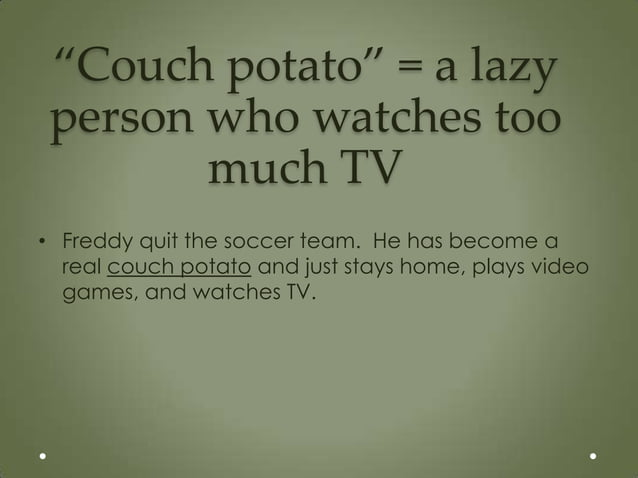 “Couch potato” = a lazy
person who watches too
much TV
• Freddy quit the soccer team.  He has become a
real couch potato and just stays home, plays video
games, and watches TV.